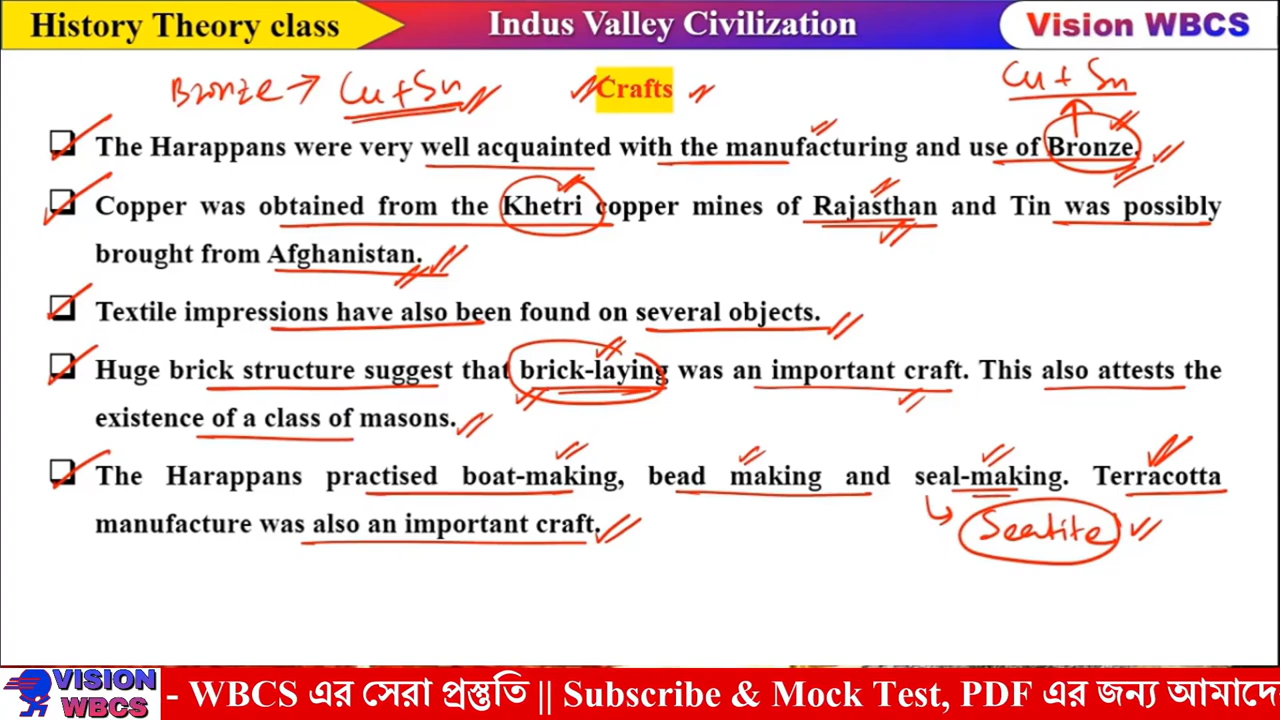 History Theory class
Indus Valley Civilization
Vision WBCS
Bronze → Cu + Sn
Crafts
Cu + Sn
The Harappans were very well acquainted with the manufacturing and use of Bronze.
Copper was obtained from the Khetri copper mines of Rajasthan and Tin was possibly
brought from Afghanistan.
Textile impressions have also been found on several objects.
Huge brick structure suggest that brick-laying was an important craft. This also attests the
existence of a class of masons.
The Harappans practised boat-making, bead making and seal-making. Terracotta
manufacture was also an important craft.
Seatite
VISION
WBCS
- WBCS এর সেরা প্রস্তুতি || Subscribe & Mock Test, PDF এর জন্য আমাদে